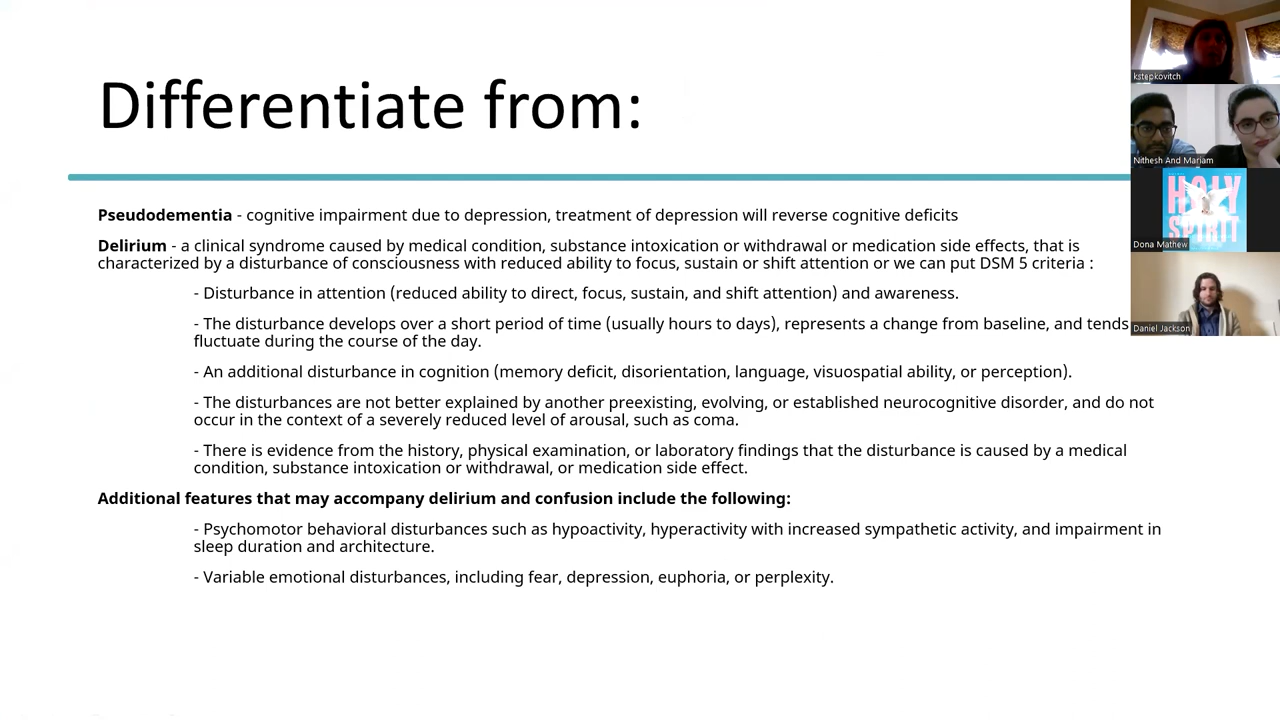 Differentiate from:
Pseudodementia - cognitive impairment due to depression, treatment of depression will reverse cognitive deficits
Delirium - a clinical syndrome caused by medical condition, substance intoxication or withdrawal or medication side effects, that is
characterized by a disturbance of consciousness with reduced ability to focus, sustain or shift attention or we can put DSM 5 criteria :
- Disturbance in attention (reduced ability to direct, focus, sustain, and shift attention) and awareness.
- The disturbance develops over a short period of time (usually hours to days), represents a change from baseline, and tends
fluctuate during the course of the day.
- An additional disturbance in cognition (memory deficit, disorientation, language, visuospatial ability, or perception).
- The disturbances are not better explained by another preexisting, evolving, or established neurocognitive disorder, and do not
occur in the context of a severely reduced level of arousal, such as coma.
- There is evidence from the history, physical examination, or laboratory findings that the disturbance is caused by a medical
condition, substance intoxication or withdrawal, or medication side effect.
Additional features that may accompany delirium and confusion include the following:
- Psychomotor behavioral disturbances such as hypoactivity, hyperactivity with increased sympathetic activity, and impairment in
sleep duration and architecture.
- Variable emotional disturbances, including fear, depression, euphoria, or perplexity.
kstepkovitch
Nithesh And Mariam
HOLY
SPIRIT
Dona Mathew
Daniel Jackson